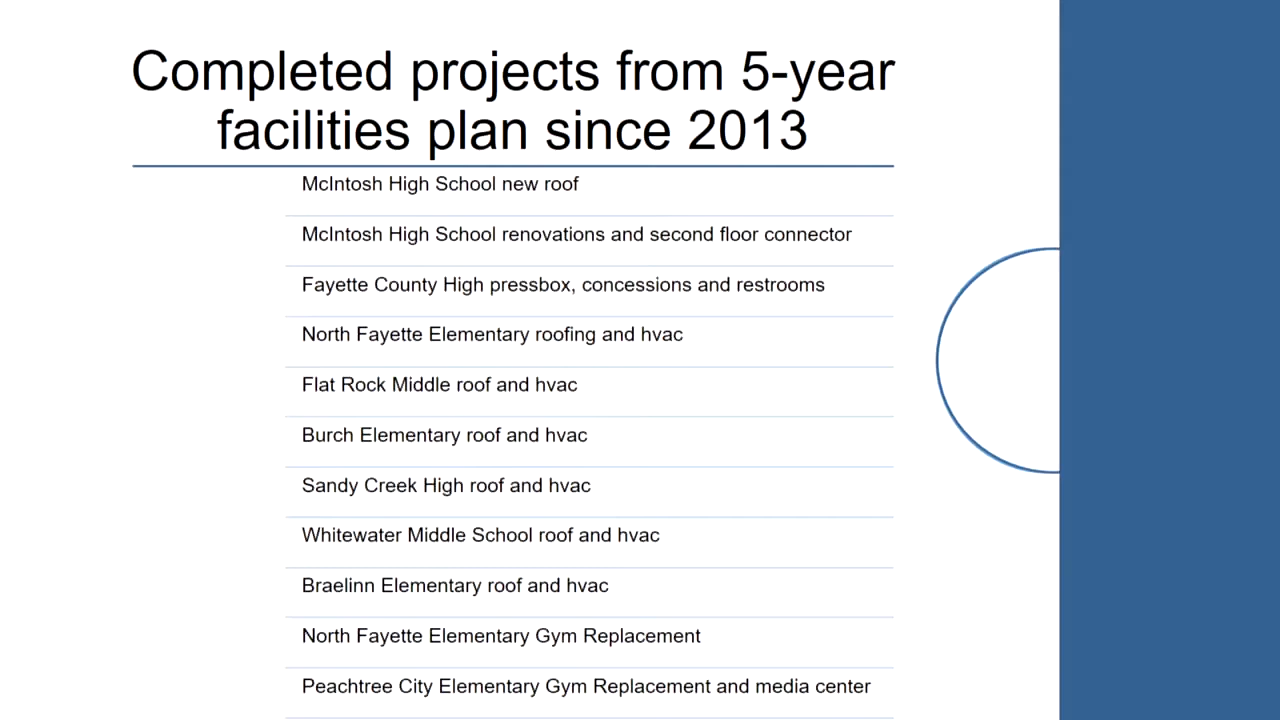 Completed projects from 5-year
facilities plan since 2013
McIntosh High School new roof
McIntosh High School renovations and second floor connector
Fayette County High pressbox, concessions and restrooms
North Fayette Elementary roofing and hvac
Flat Rock Middle roof and hvac
Burch Elementary roof and hvac
Sandy Creek High roof and hvac
Whitewater Middle School roof and hvac
Braelinn Elementary roof and hvac
North Fayette Elementary Gym Replacement
Peachtree City Elementary Gym Replacement and media center